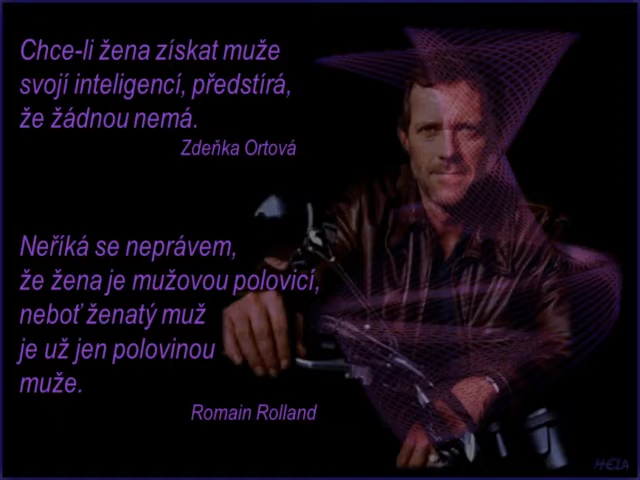 Chce-li žena získat muže
svojí inteligencí, předstírá,
že žádnou nemá.
Zdeňka Ortová
Neříká se neprávem,
že žena je mužovou polovicí,
neboť ženatý muž
je už jen polovinou
muže.
Romain Rolland
HEZA